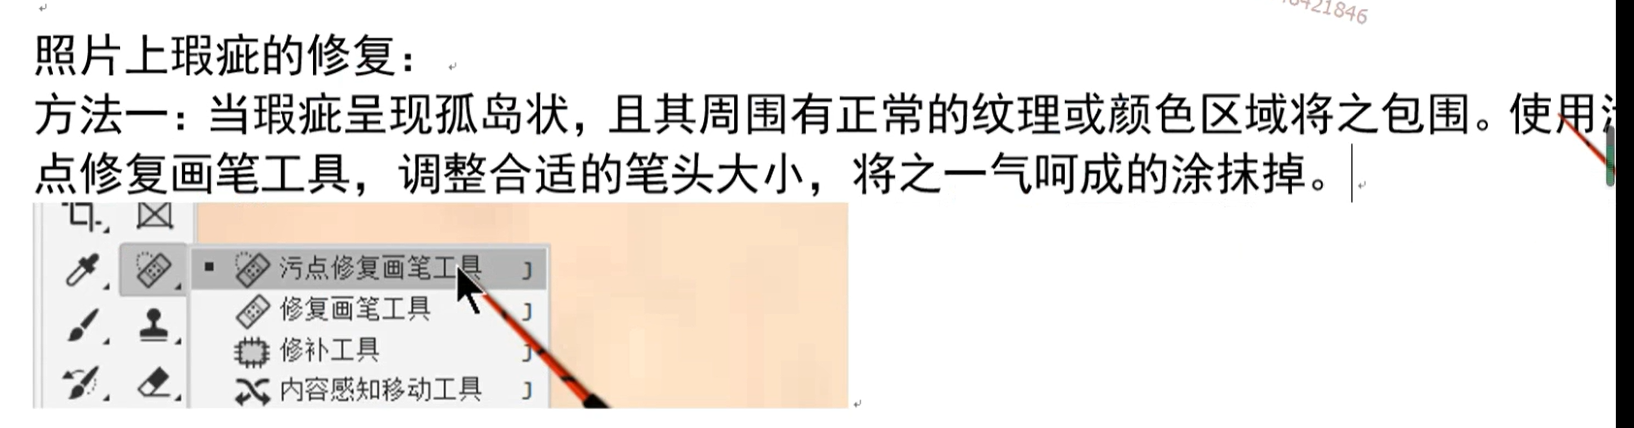 照片上瑕疵的修复：
方法一：当瑕疵呈现孤岛状，且其周围有正常的纹理或颜色区域将之包围。使用
点修复画笔工具，调整合适的笔头大小，将之一气呵成的涂抹掉。
污点修复画笔工具 J
修复画笔工具 J
修补工具 J
内容感知移动工具 J